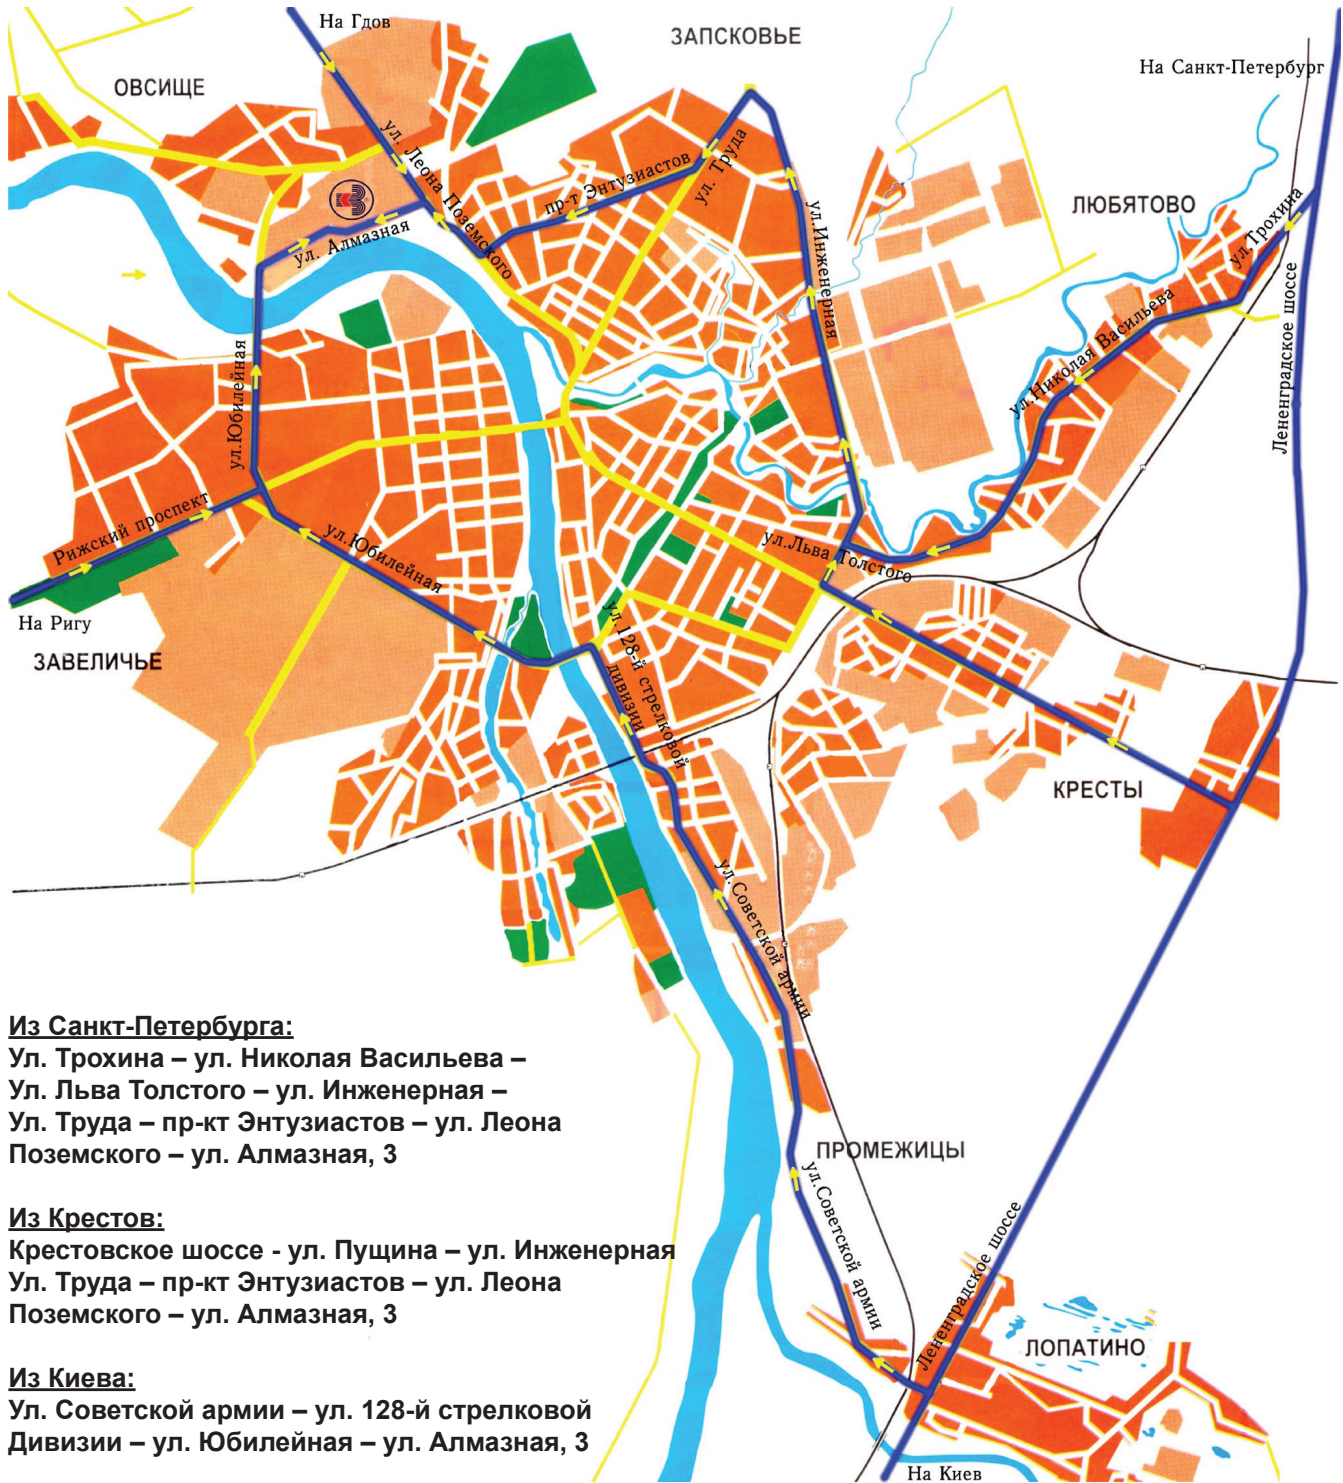 На Гдов
ЗАПСКОВЬЕ
На Санкт-Петербург
ОВСИЩЕ
ул. Леона Поземского
пр-т Энтузиастов
ул. Труда
ул.Инженерная
ЛЮБЯТОВО
ул.Трохина
ул. Алмазная
ул.Николая Васильева
Лененградское шоссе
ул.Юбилейная
Рижский проспект
ул.Юбилейная
ул.Льва Толстого
На Ригу
ЗАВЕЛИЧЬЕ
ул.128-й стрелковой
дивизии
КРЕСТЫ
ул.Советской армии
Из Санкт-Петербурга:
Ул. Трохина – ул. Николая Васильева –
Ул. Льва Толстого – ул. Инженерная –
Ул. Труда – пр-кт Энтузиастов – ул. Леона
Поземского – ул. Алмазная, 3
ПРОМЕЖИЦЫ
ул.Советской армии
Лененградское шоссе
Из Крестов:
Крестовское шоссе - ул. Пущина – ул. Инженерная
Ул. Труда – пр-кт Энтузиастов – ул. Леона
Поземского – ул. Алмазная, 3
ЛОПАТИНО
Из Киева:
Ул. Советской армии – ул. 128-й стрелковой
Дивизии – ул. Юбилейная – ул. Алмазная, 3
На Киев